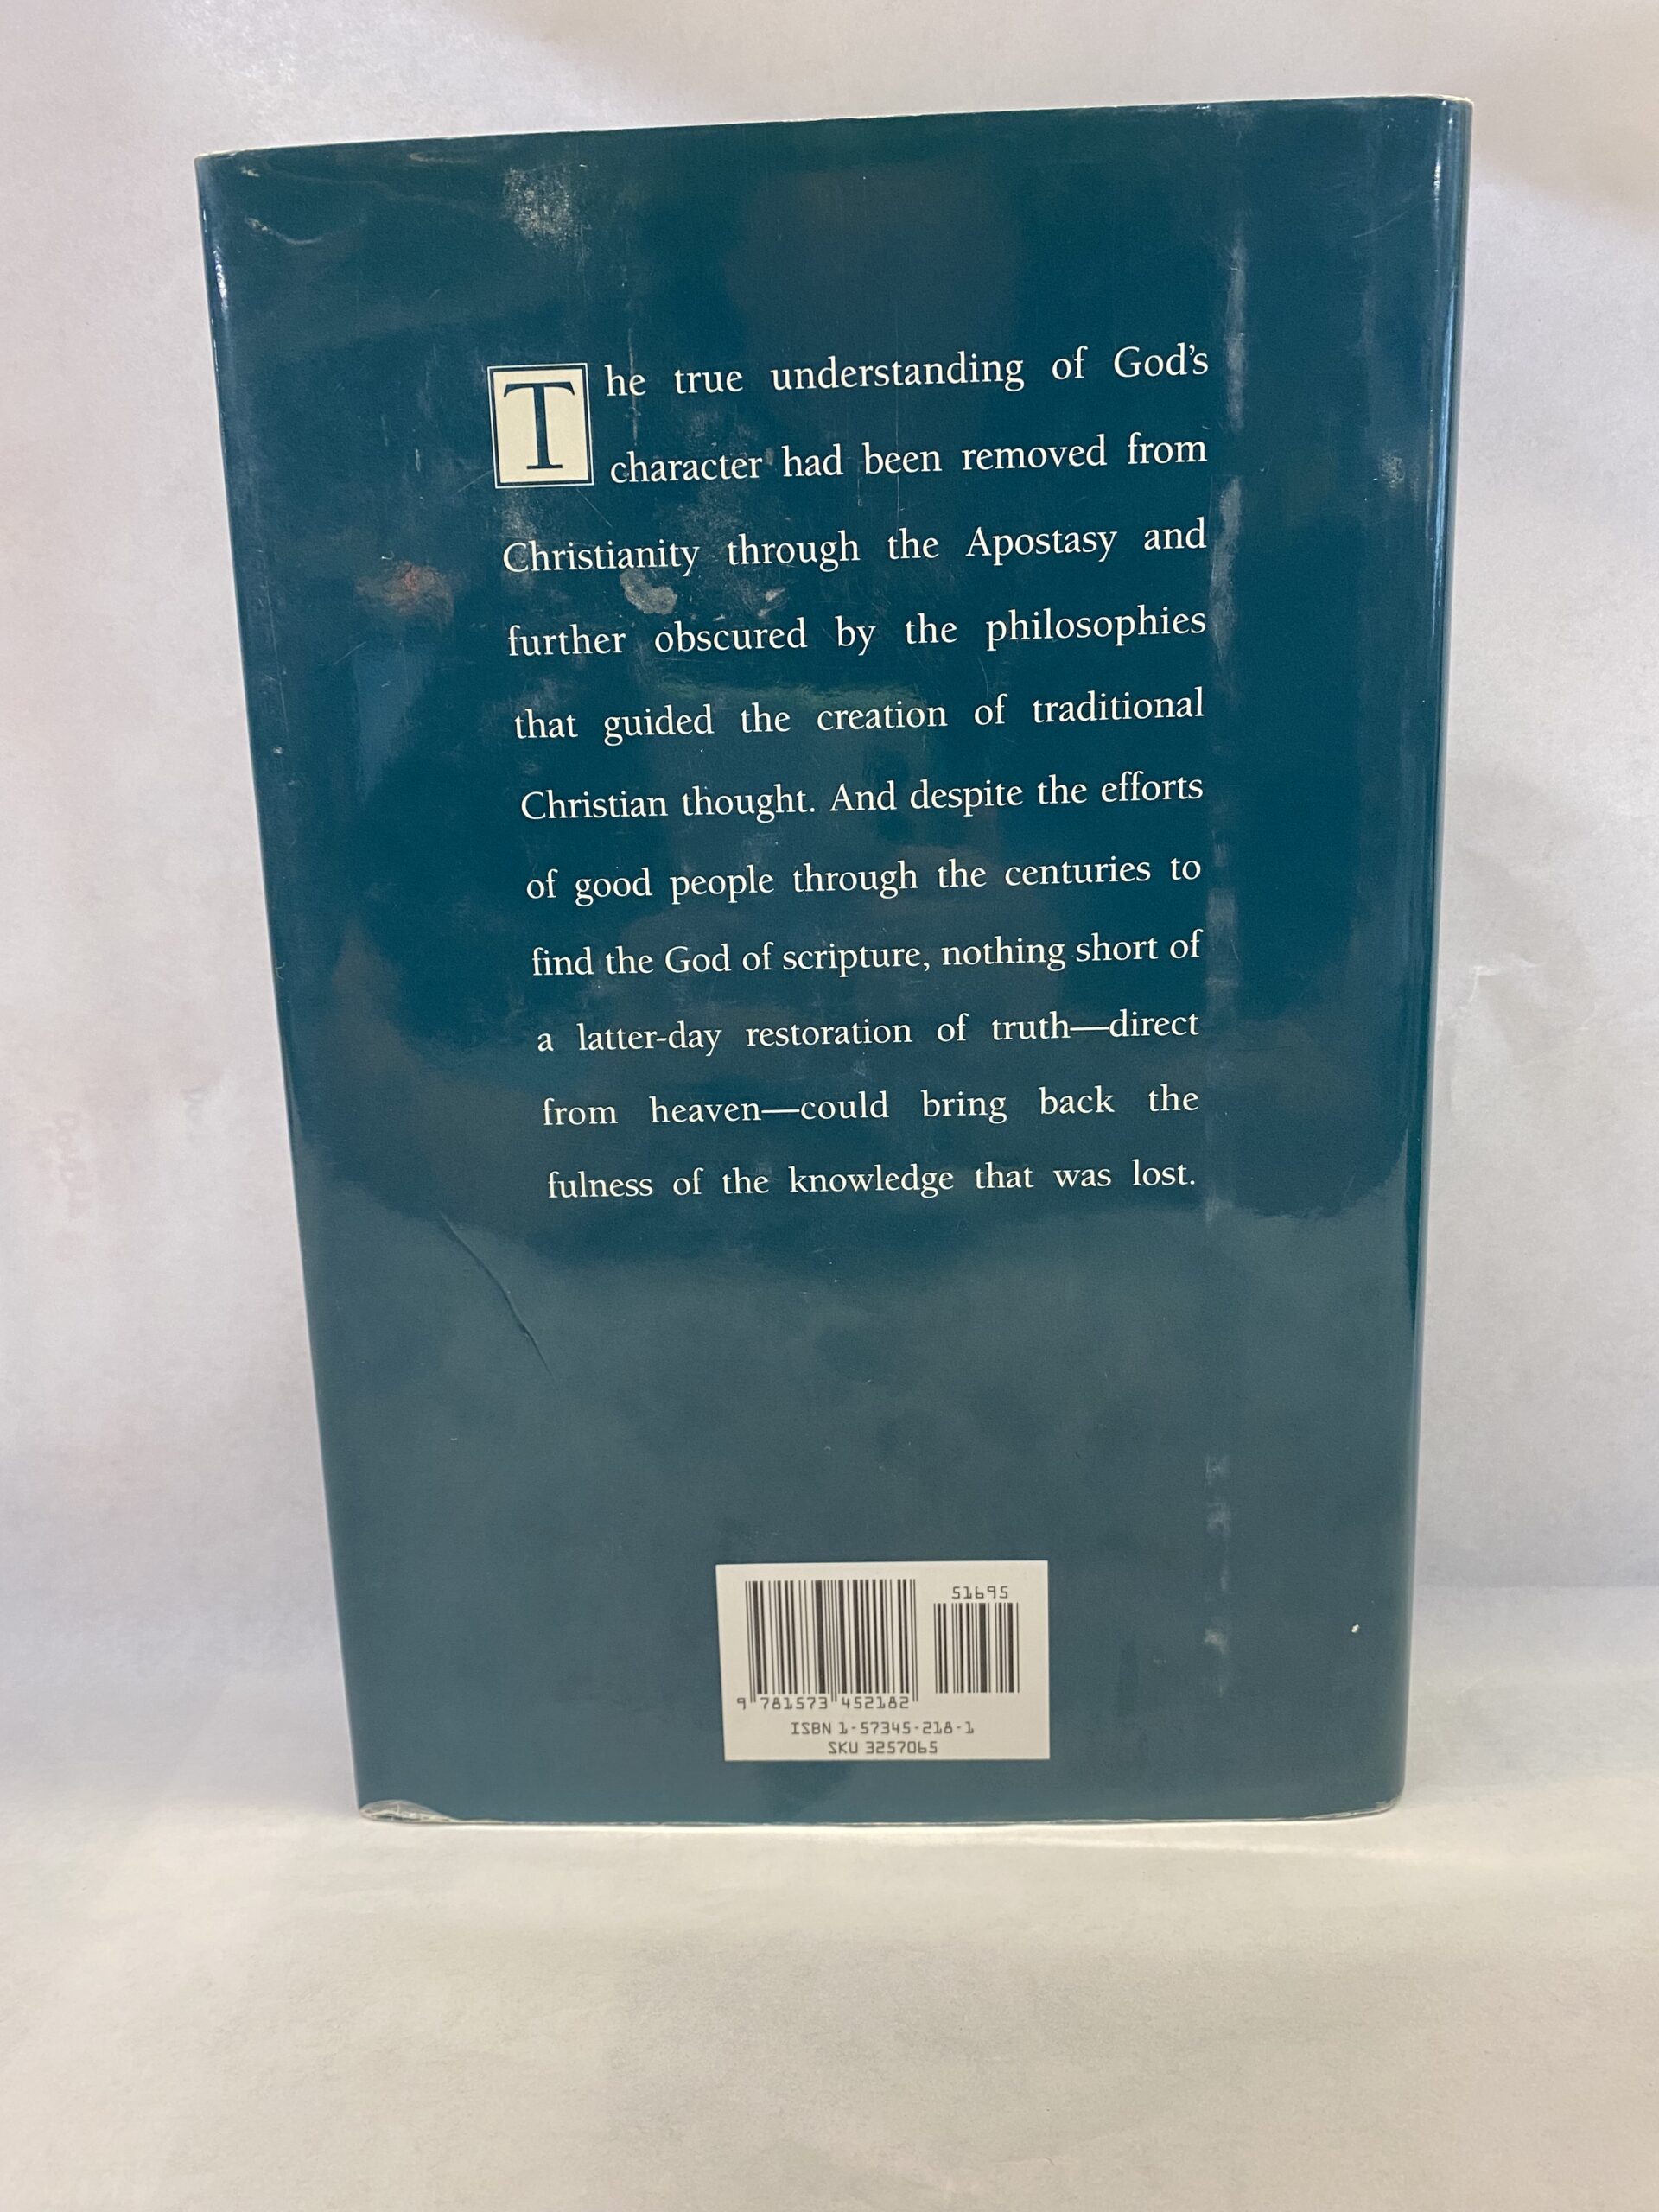 The true understanding of God's
character had been removed from
Christianity through the Apostasy and
further obscured by the philosophies
that guided the creation of traditional
Christian thought. And despite the efforts
of good people through the centuries to
find the God of scripture, nothing short of
a latter-day restoration of truth—direct
from heaven—could bring back the
fulness of the knowledge that was lost.
51695
9 781573 452182
ISBN 1-57345-218-1
SKU 3257065